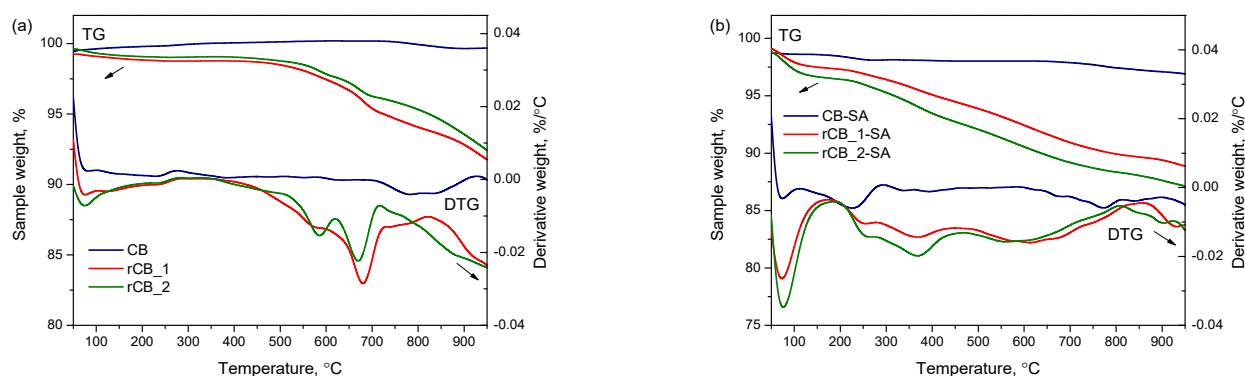 (a)
TG
100
95
90
85
80
Sample weight, %
0.04
0.02
0.00
-0.02
-0.04
Derivative weight, %/°C
DTG
CB
rCB_1
rCB_2
100 200 300 400 500 600 700 800 900
Temperature, °C
(b)
TG
100
95
90
85
80
75
Sample weight, %
0.04
0.02
0.00
-0.02
-0.04
Derivative weight, %/°C
CB-SA
rCB_1-SA
rCB_2-SA
DTG
100 200 300 400 500 600 700 800 900
Temperature, °C